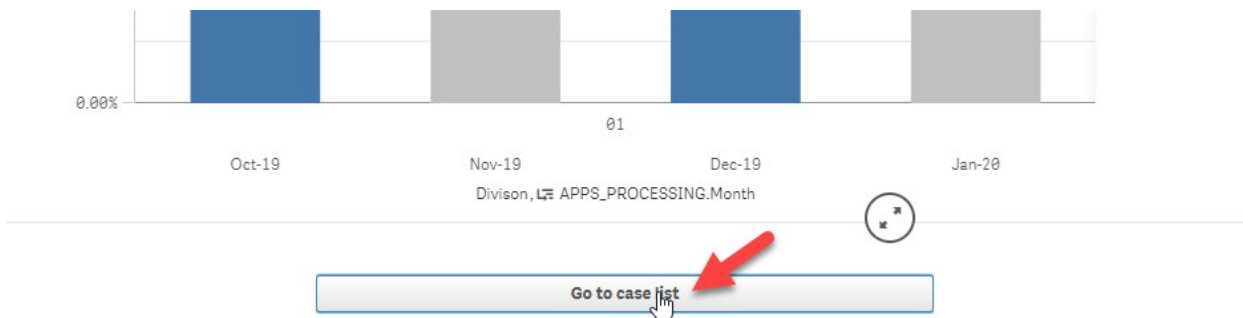 0.00%
01
Oct-19 Nov-19 Dec-19 Jan-20
Divison, APPS_PROCESSING.Month
Go to case list